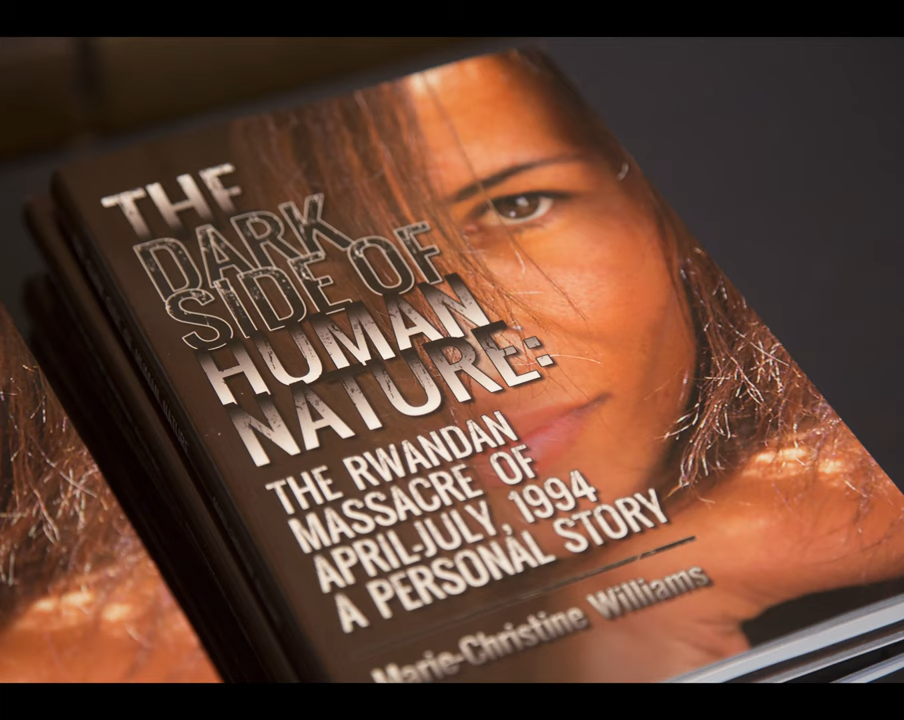 THE
DARK
SIDE OF
HUMAN
NATURE:
THE RWANDAN
MASSACRE OF
APRIL-JULY, 1994
A PERSONAL STORY
Marie-Christine Williams